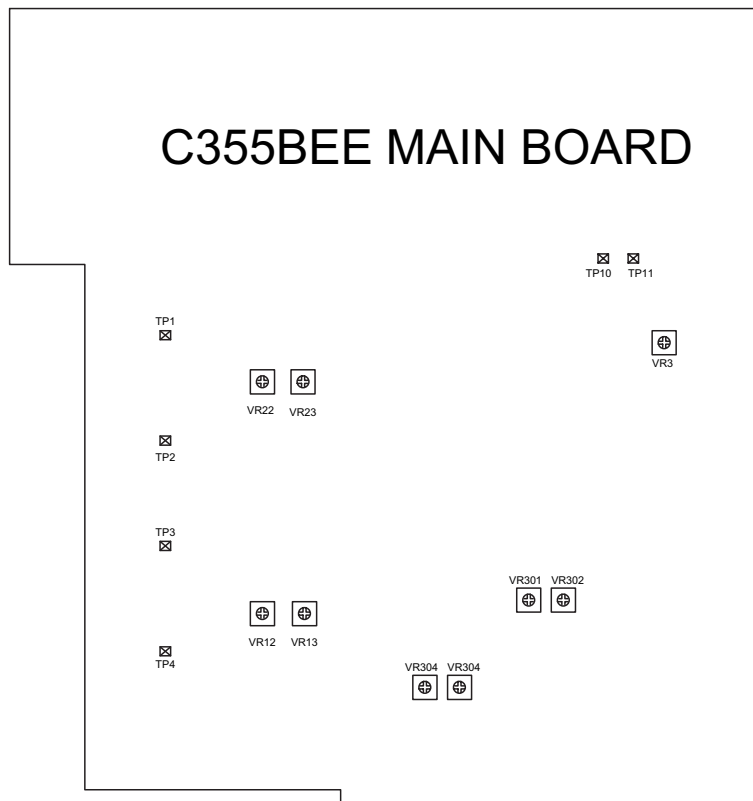 C355BEE MAIN BOARD
TP10 TP11
TP1
VR3
VR22 VR23
TP2
TP3
VR301 VR302
VR12 VR13
TP4
VR304 VR304